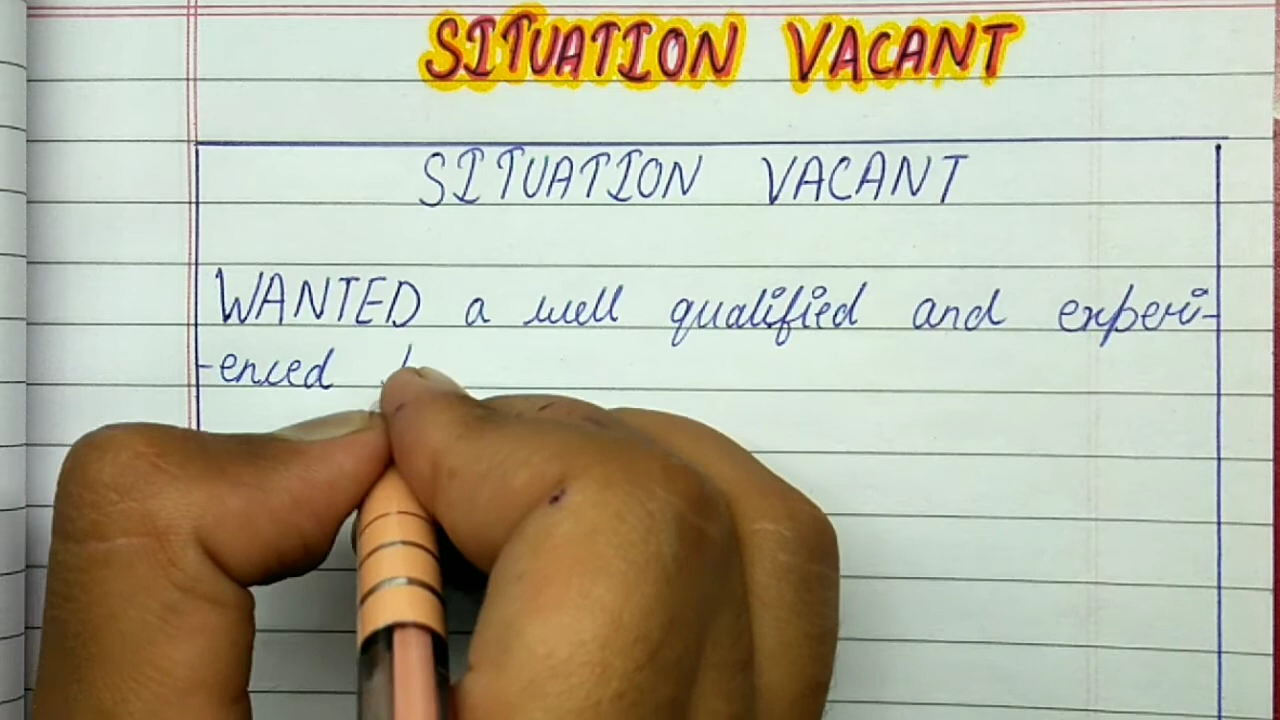 SITUATION VACANT
SITUATION VACANT
WANTED a well qualified and experi-
-enced